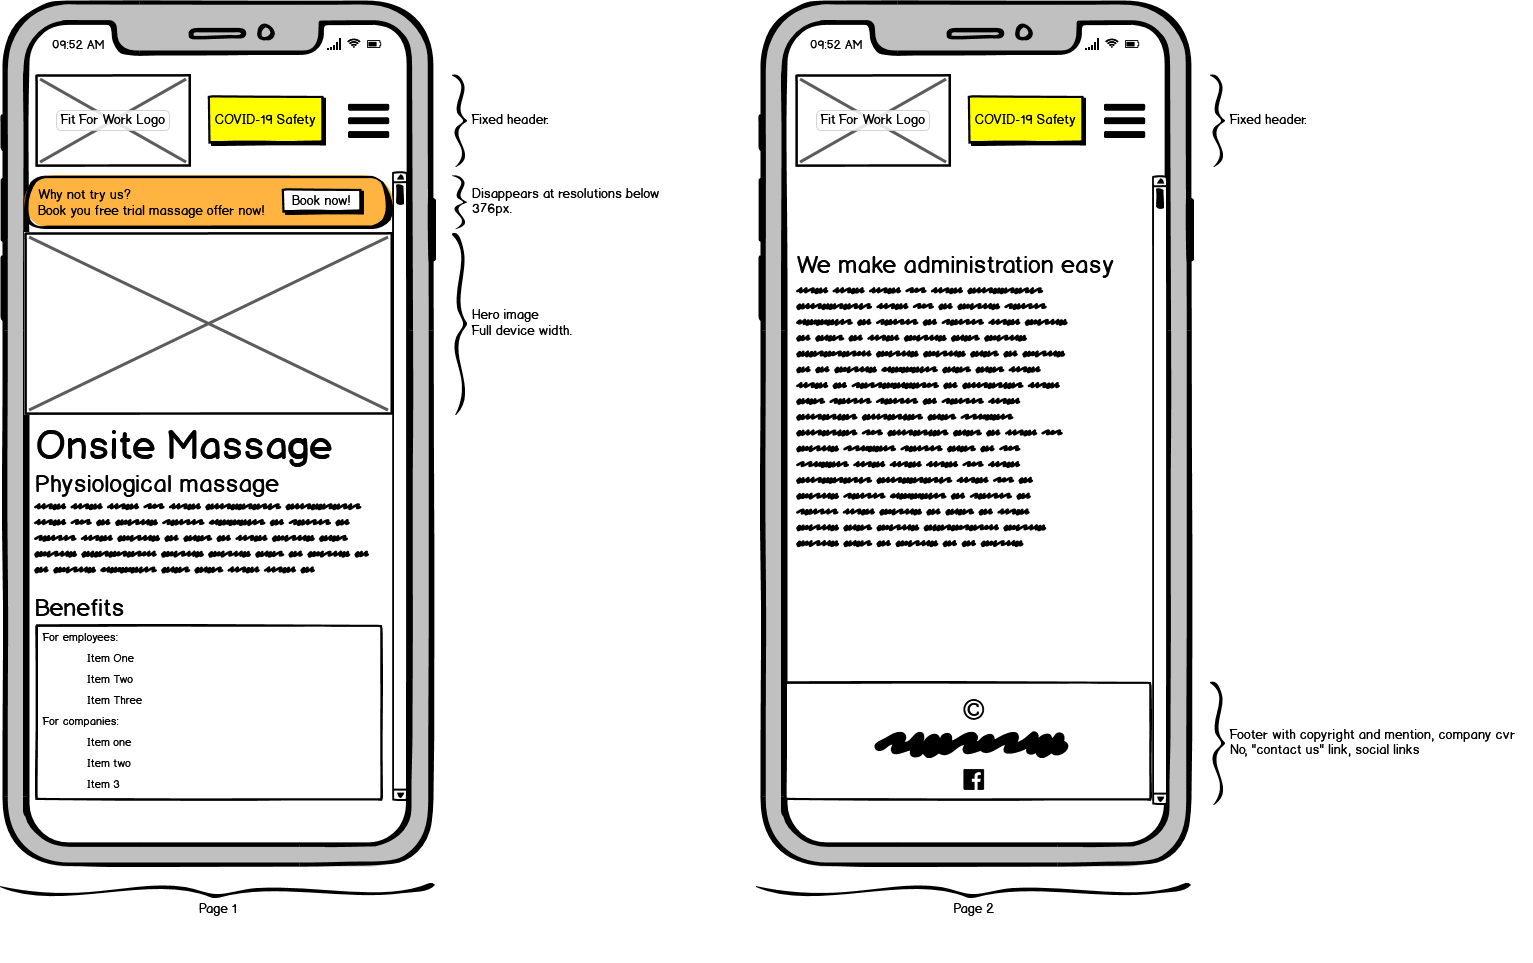 09:52 AM
Fit For Work Logo
COVID-19 Safety
Fixed header.
Why not try us?
Book you free trial massage offer now!
Book now!
Disappears at resolutions below
376px.
Hero image
Full device width.
Onsite Massage
Physiological massage
Benefits
For employees:
Item One
Item Two
Item Three
For companies:
Item one
Item two
Item 3
Page 1
09:52 AM
Fit For Work Logo
COVID-19 Safety
Fixed header.
We make administration easy
©
Footer with copyright and mention, company cvr
No, "contact us" link, social links
Page 2